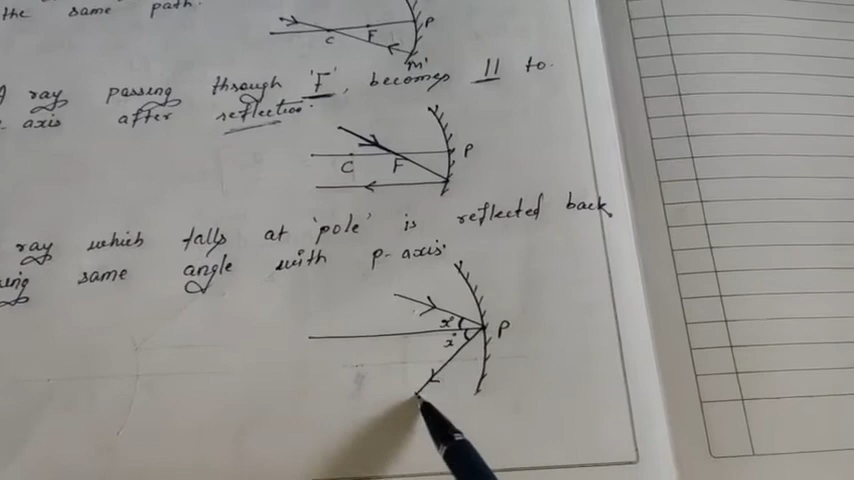 the same path.
C F P
M'
ray passing through 'F', becomes || to
axis after reflection.
C F P
ray which falls at 'pole' is reflected back
same angle with p-axis.
x° P
x°